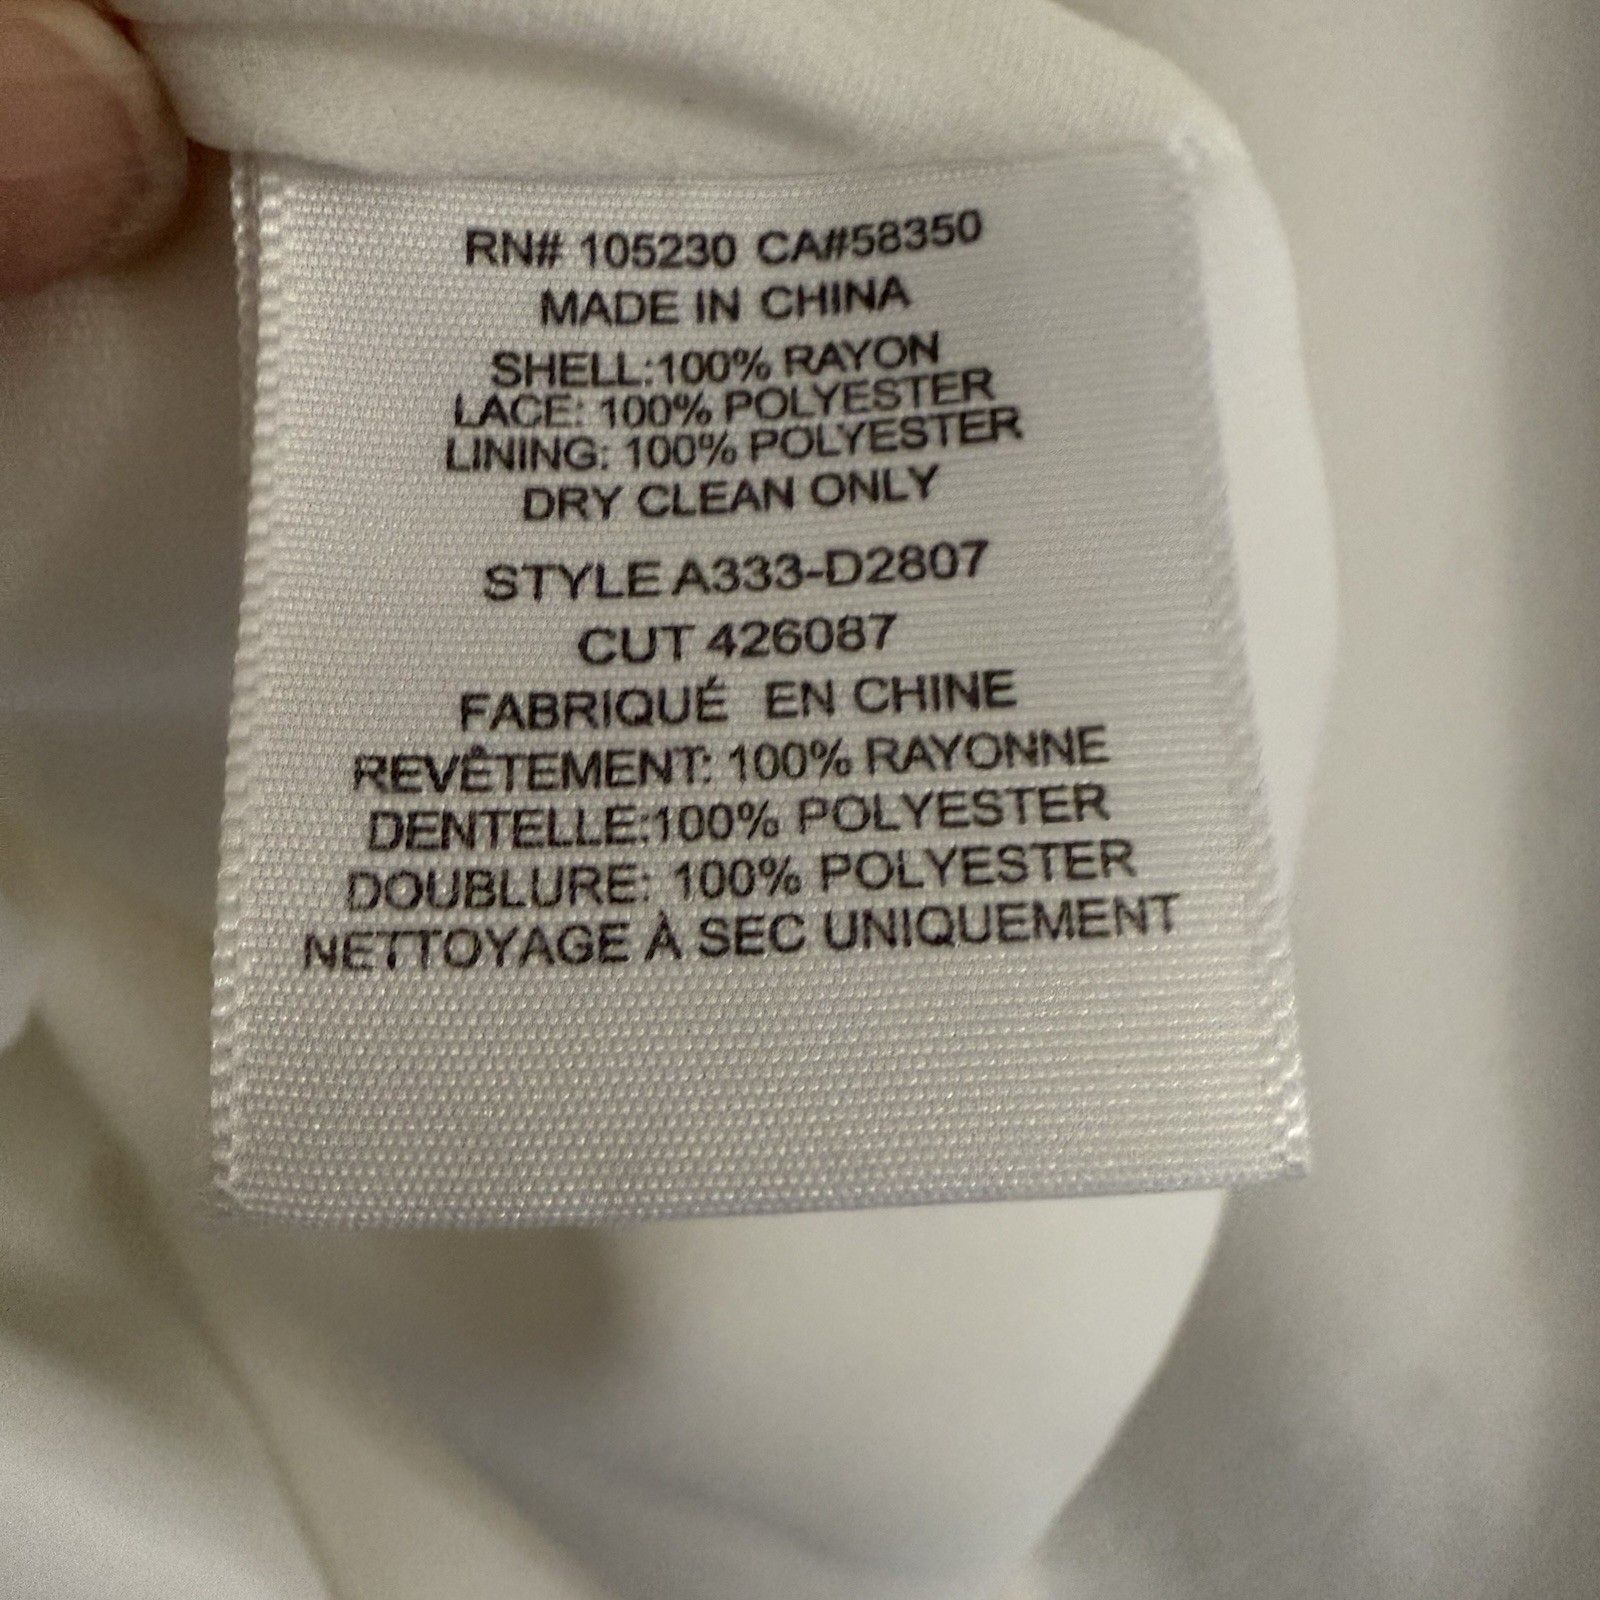 RN# 105230 CA#58350
MADE IN CHINA
SHELL:100% RAYON
LACE: 100% POLYESTER
LINING: 100% POLYESTER
DRY CLEAN ONLY
STYLE A333-D2807
CUT 426087
FABRIQUÉ EN CHINE
REVÊTEMENT: 100% RAYONNE
DENTELLE:100% POLYESTER
DOUBLURE: 100% POLYESTER
NETTOYAGE À SEC UNIQUEMENT